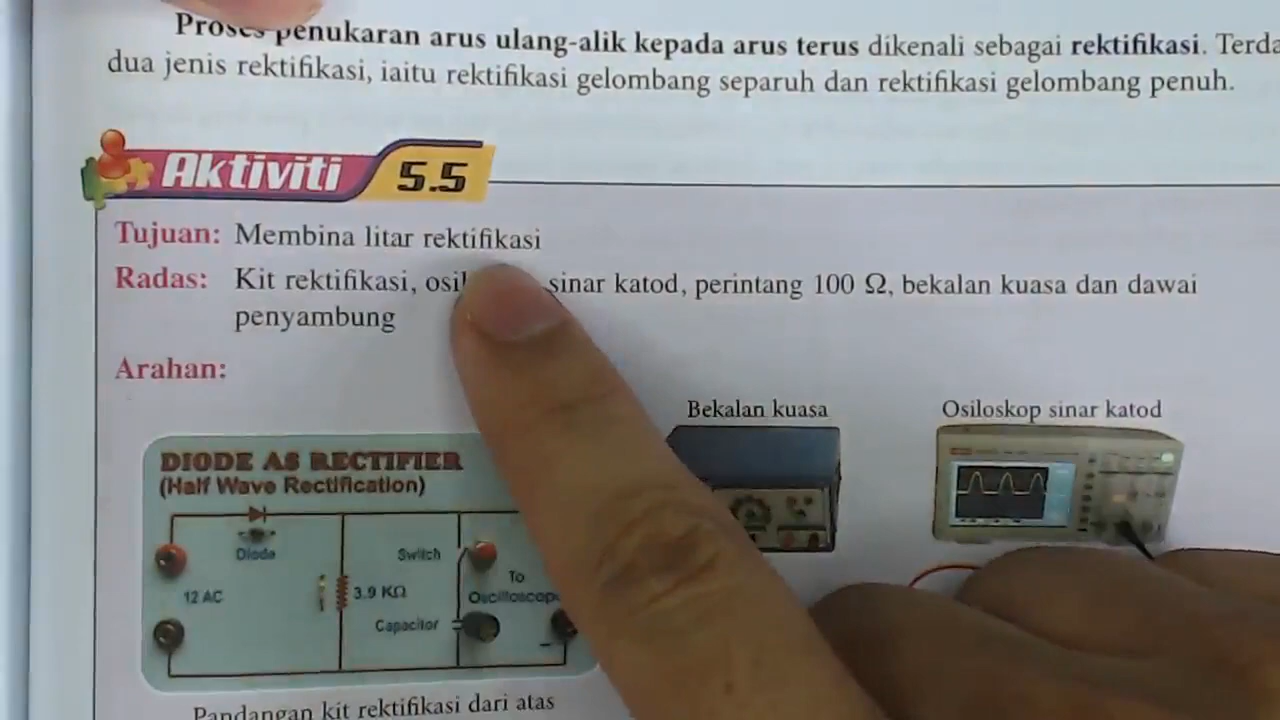 Proses penukaran arus ulang-alik kepada arus terus dikenali sebagai rektifikasi.
dua jenis rektifikasi, iaitu rektifikasi gelombang separuh dan rektifikasi gelombang penuh.
Aktiviti 5.5
Tujuan: Membina litar rektifikasi
Radas: Kit rektifikasi, sinar katod, perintang 100 Ω, bekalan kuasa dan dawai
penyambung
Arahan:
Bekalan kuasa
Osiloskop sinar katod
DIODE AS RECTIFIER
(Half Wave Rectification)
Diode
Switch
12 AC
3.9 KΩ
To
Oscilloscope
Capacitor
Pandangan kit rektifikasi dari atas